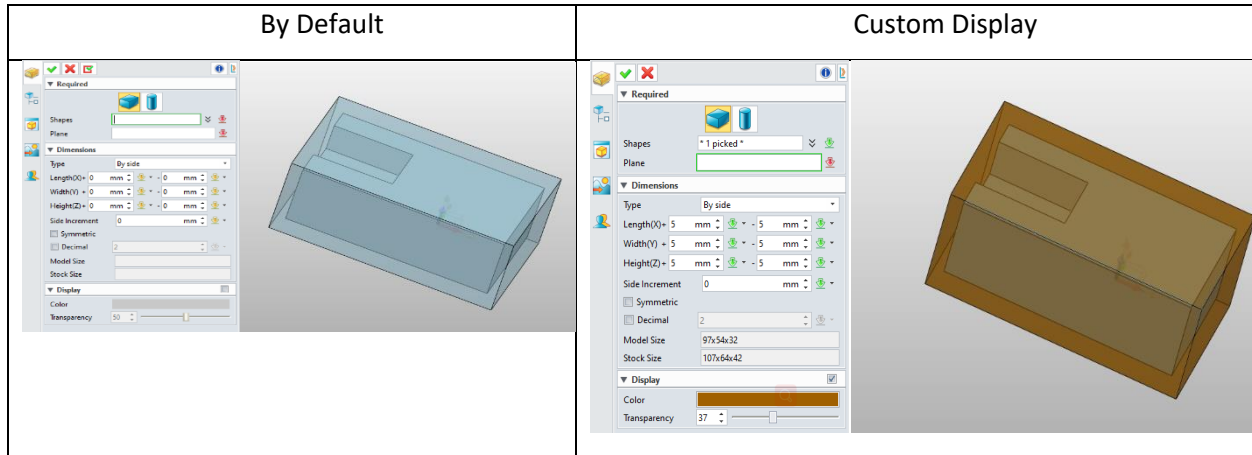 By Default
Custom Display
Required
Shapes
Plane
Dimensions
Type By side
Length(X)+ 0 mm - 0 mm
Width(Y) + 0 mm - 0 mm
Height(Z)+ 0 mm - 0 mm
Side Increment 0 mm
Symmetric
Decimal 2
Model Size
Stock Size
Display
Color
Transparency 50
Required
Shapes * 1 picked *
Plane
Dimensions
Type By side
Length(X)+ 5 mm - 5 mm
Width(Y) + 5 mm - 5 mm
Height(Z)+ 5 mm - 5 mm
Side Increment 0 mm
Symmetric
Decimal 2
Model Size 97x54x32
Stock Size 107x64x42
Display
Color
Transparency 37